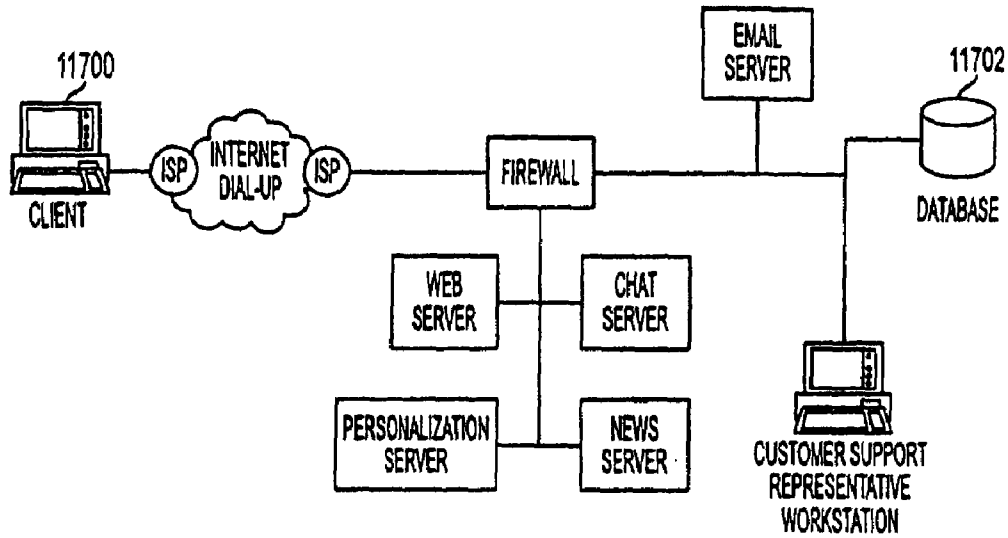 11700
CLIENT
ISP
INTERNET
DIAL-UP
ISP
FIREWALL
EMAIL
SERVER
11702
DATABASE
WEB
SERVER
CHAT
SERVER
PERSONALIZATION
SERVER
NEWS
SERVER
CUSTOMER SUPPORT
REPRESENTATIVE
WORKSTATION